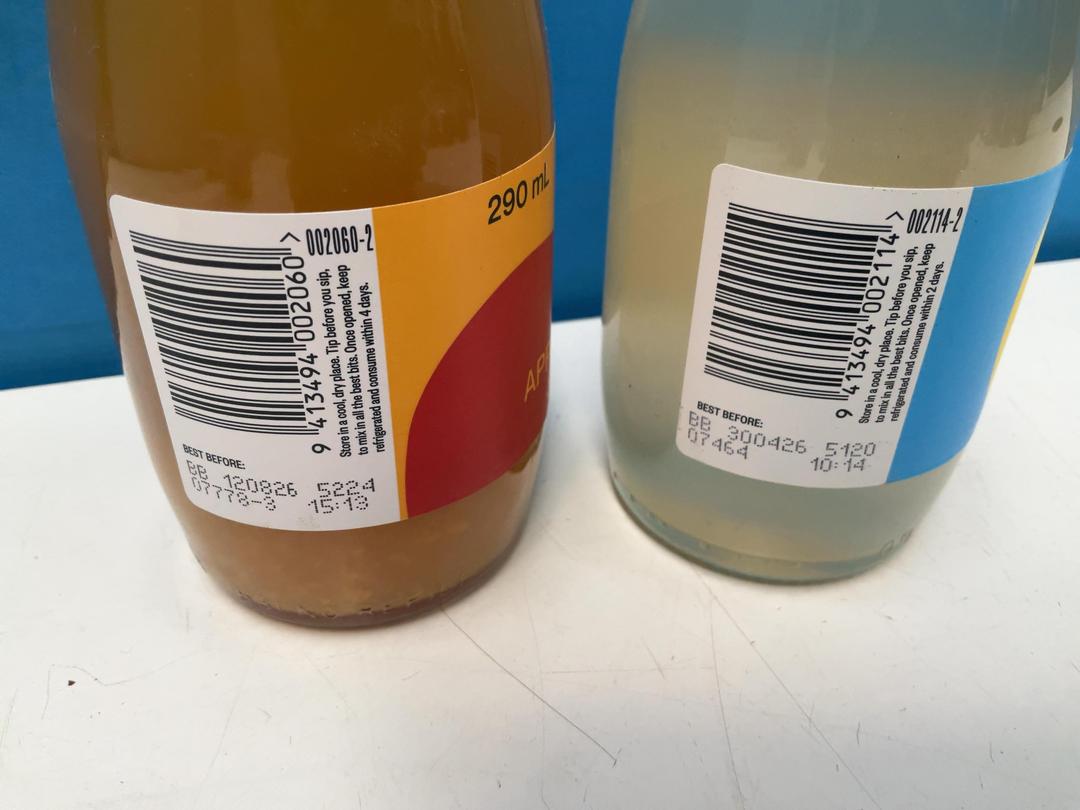 290 mL
002060-2
9 413494 002060 >
Store in a cool, dry place. Tip before you sip,
to mix in all the best bits. Once opened, keep
refrigerated and consume within 4 days.
BEST BEFORE:
BB 120826 5224
07778-3 15:13
002114-2
9 413494 002114 >
Store in a cool, dry place. Tip before you sip,
to mix in all the best bits. Once opened, keep
refrigerated and consume within 2 days.
BEST BEFORE:
BB 300426 5120
07464 10:14